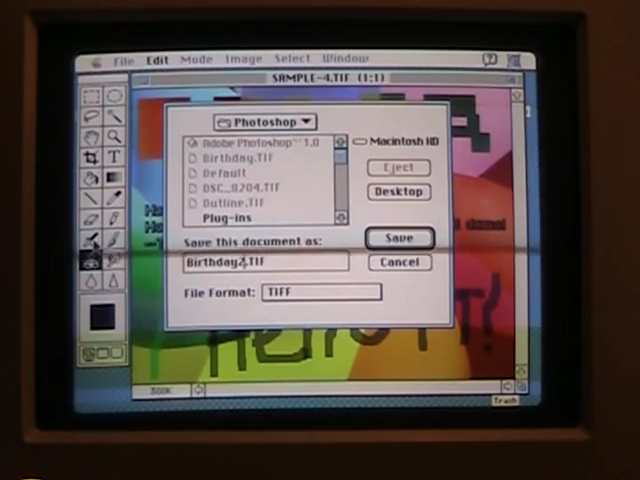 File Edit Mode Image Select Window
SAMPLE~4.TIF (1:1)
Photoshop
Adobe Photoshop™ 1.0
Birthday.TIF
Default
DSC_0204.TIF
Outline.TIF
Plug-ins
Macintosh HD
Eject
Desktop
Save this document as:
Birthday2.TIF
Save
Cancel
File Format: TIFF
Hello YT!
Trash